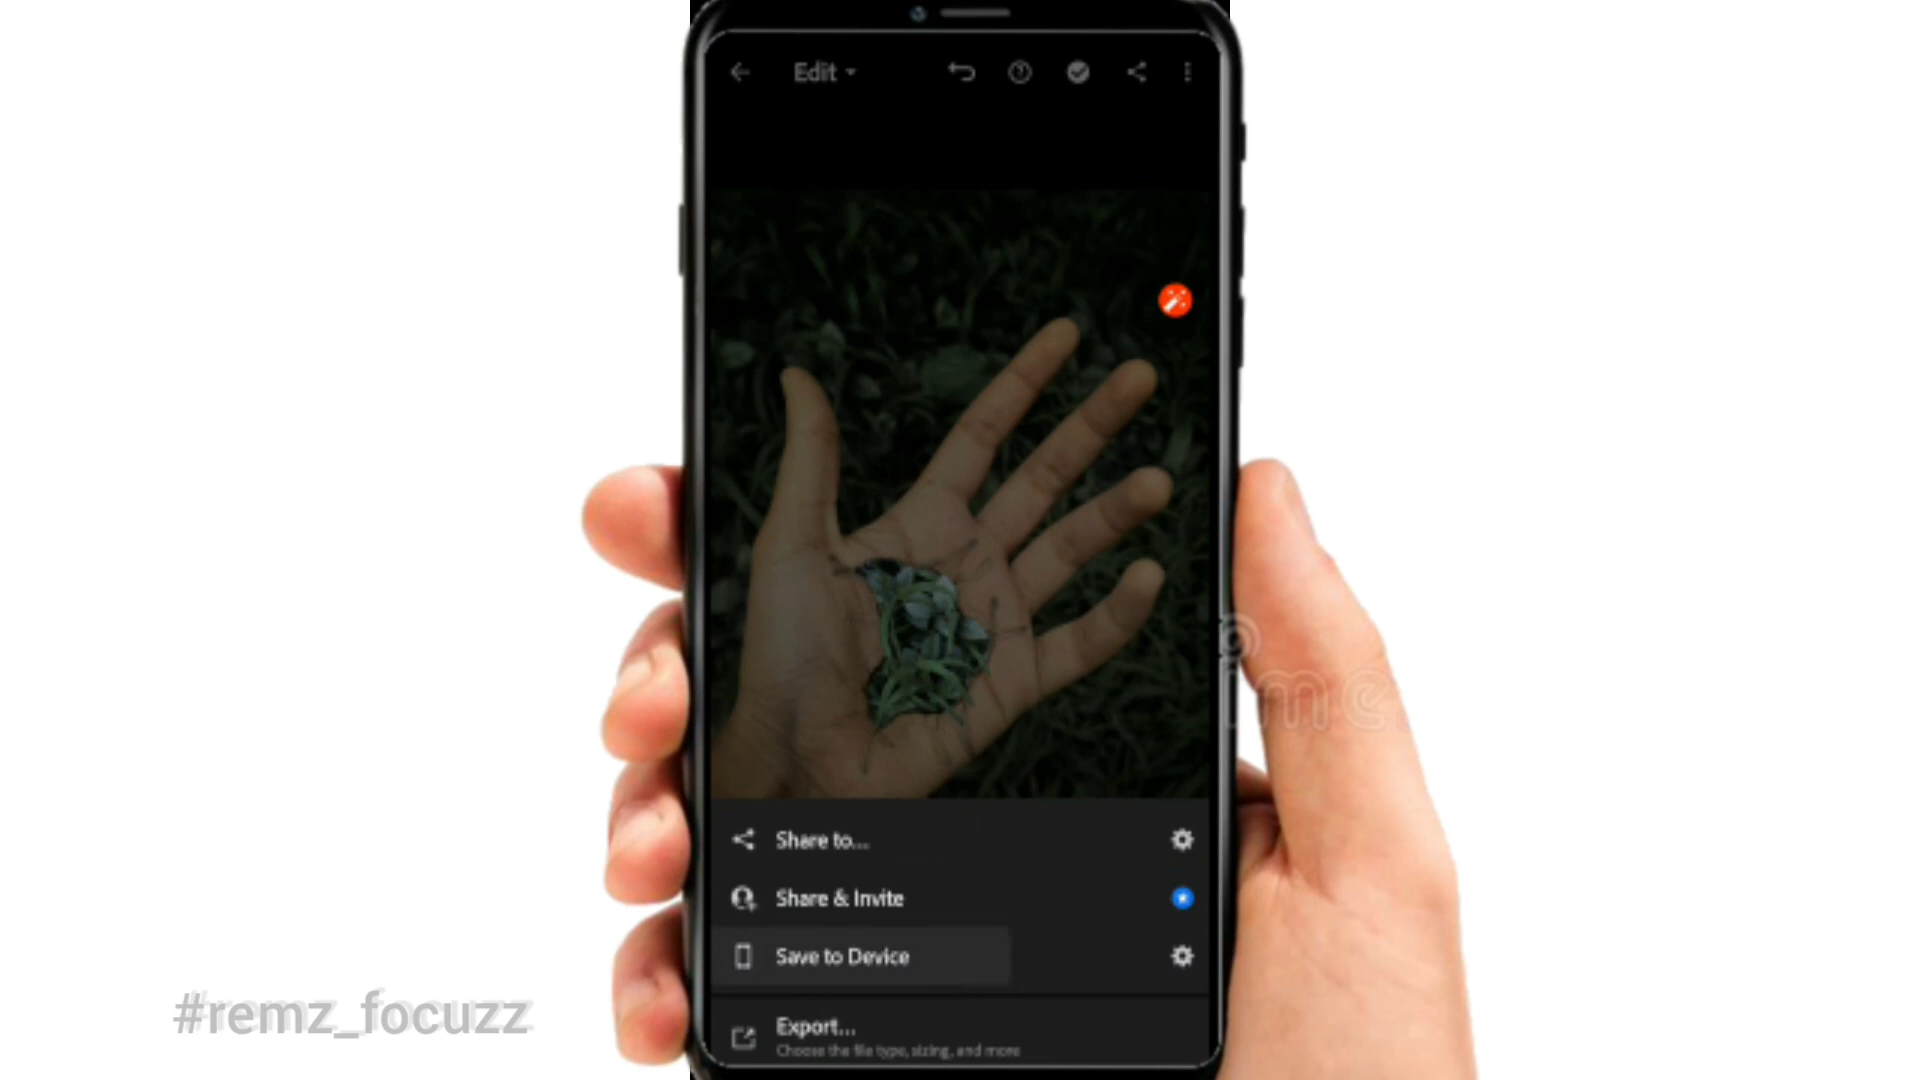 Edit
Share to...
Share & Invite
Save to Device
Export...
Choose the file type, sizing, and more
#remz_focuzz